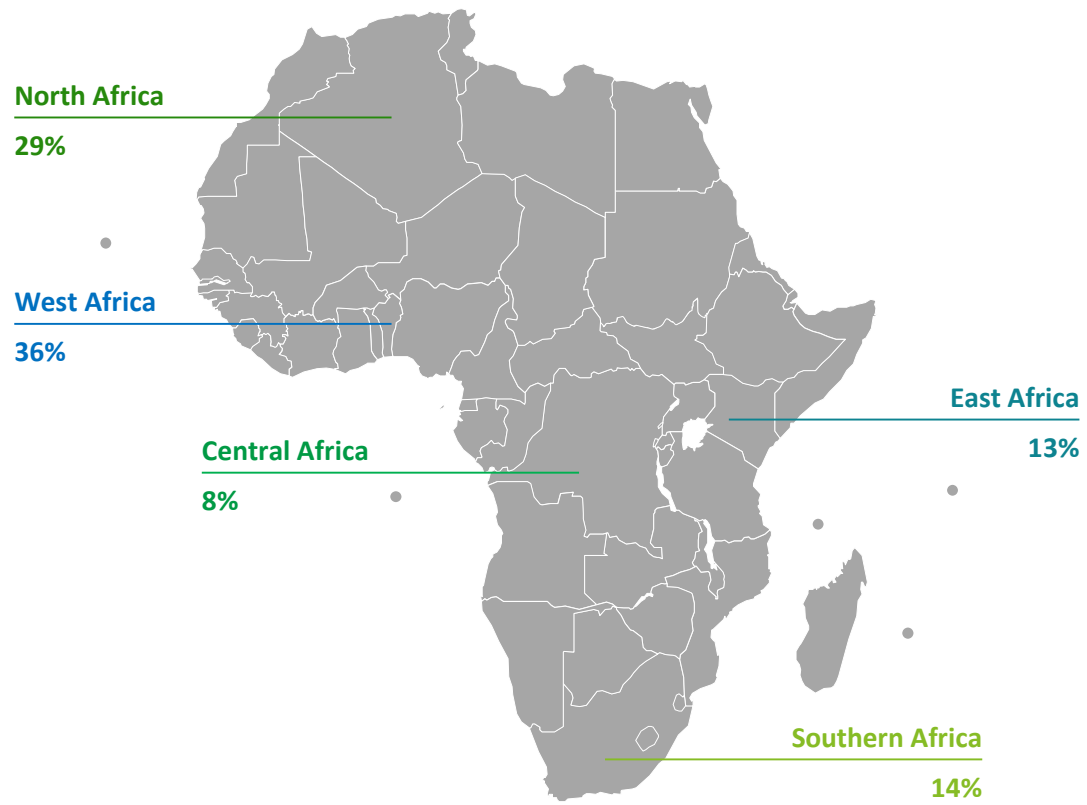 North Africa
29%
West Africa
36%
East Africa
13%
Central Africa
8%
Southern Africa
14%